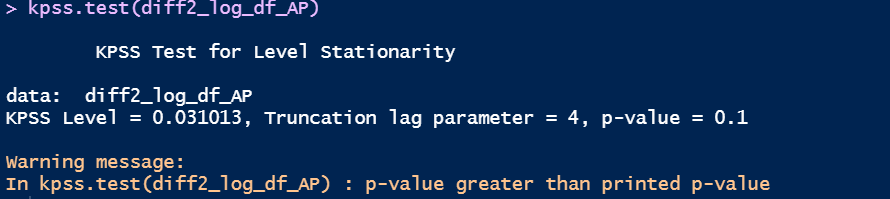 > kpss.test(diff2_log_df_AP)
KPSS Test for Level Stationarity
data:  diff2_log_df_AP
KPSS Level = 0.031013, Truncation lag parameter = 4, p-value = 0.1
Warning message:
In kpss.test(diff2_log_df_AP) : p-value greater than printed p-value